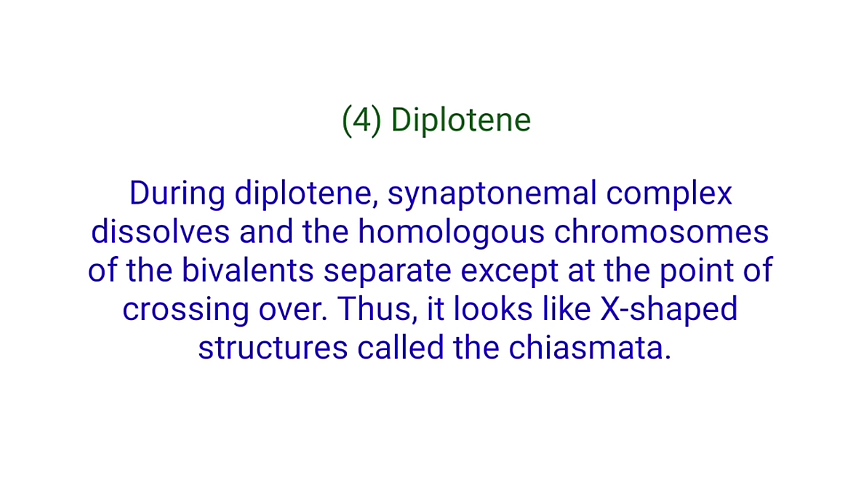 (4) Diplotene
During diplotene, synaptonemal complex
dissolves and the homologous chromosomes
of the bivalents separate except at the point of
crossing over. Thus, it looks like X-shaped
structures called the chiasmata.